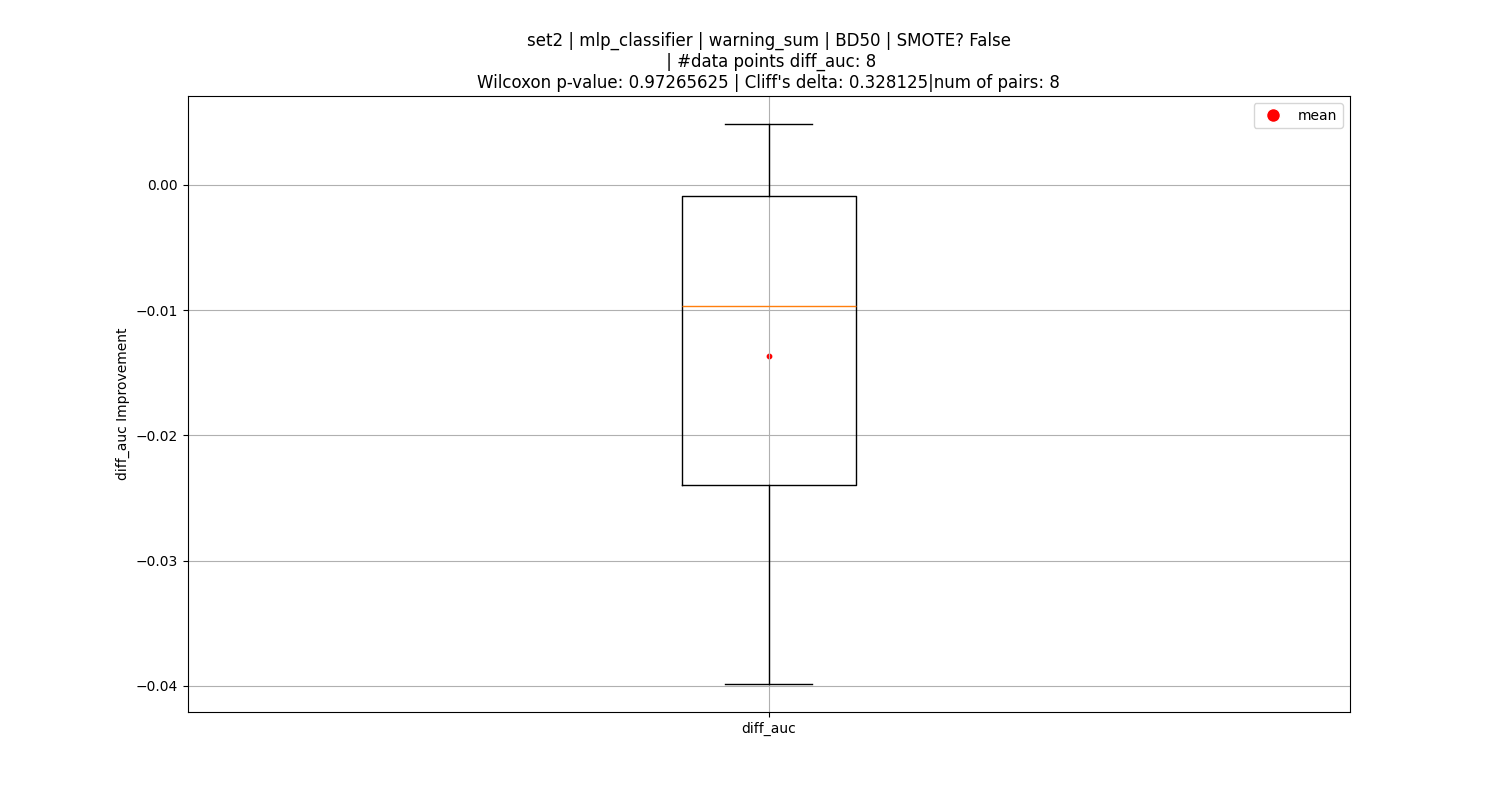 set2 | mlp_classifier | warning_sum | BD50 | SMOTE? False
| #data points diff_auc: 8
Wilcoxon p-value: 0.97265625 | Cliff's delta: 0.328125|num of pairs: 8
mean
0.00
−0.01
−0.02
−0.03
−0.04
diff_auc Improvement
diff_auc